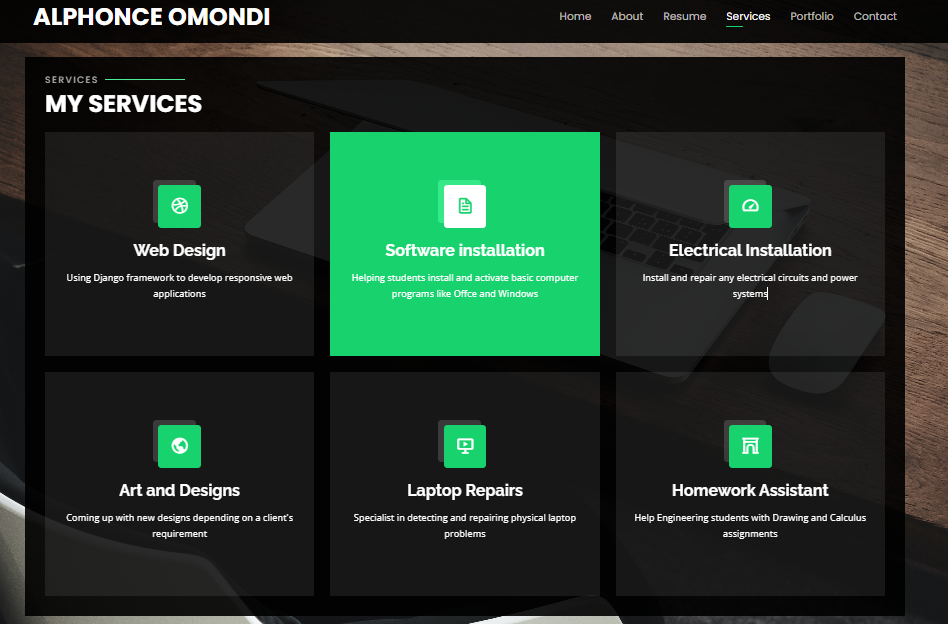 ALPHONCE OMONDI
Home About Resume Services Portfolio Contact
SERVICES
MY SERVICES
Web Design
Using Django framework to develop responsive web
applications
Software installation
Helping students install and activate basic computer
programs like Offce and Windows
Electrical Installation
Install and repair any electrical circuits and power
systems
Art and Designs
Coming up with new designs depending on a client's
requirement
Laptop Repairs
Specialist in detecting and repairing physical laptop
problems
Homework Assistant
Help Engineering students with Drawing and Calculus
assignments